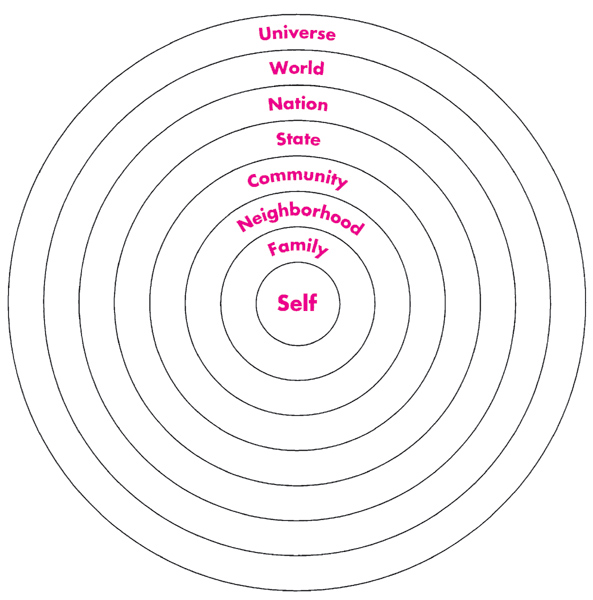 Universe
World
Nation
State
Community
Neighborhood
Family
Self